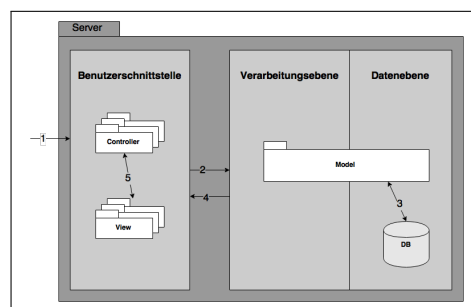 Server
Benutzerschnittstelle
Verarbeitungsebene
Datenebene
Controller
1
2
Model
5
4
3
View
DB